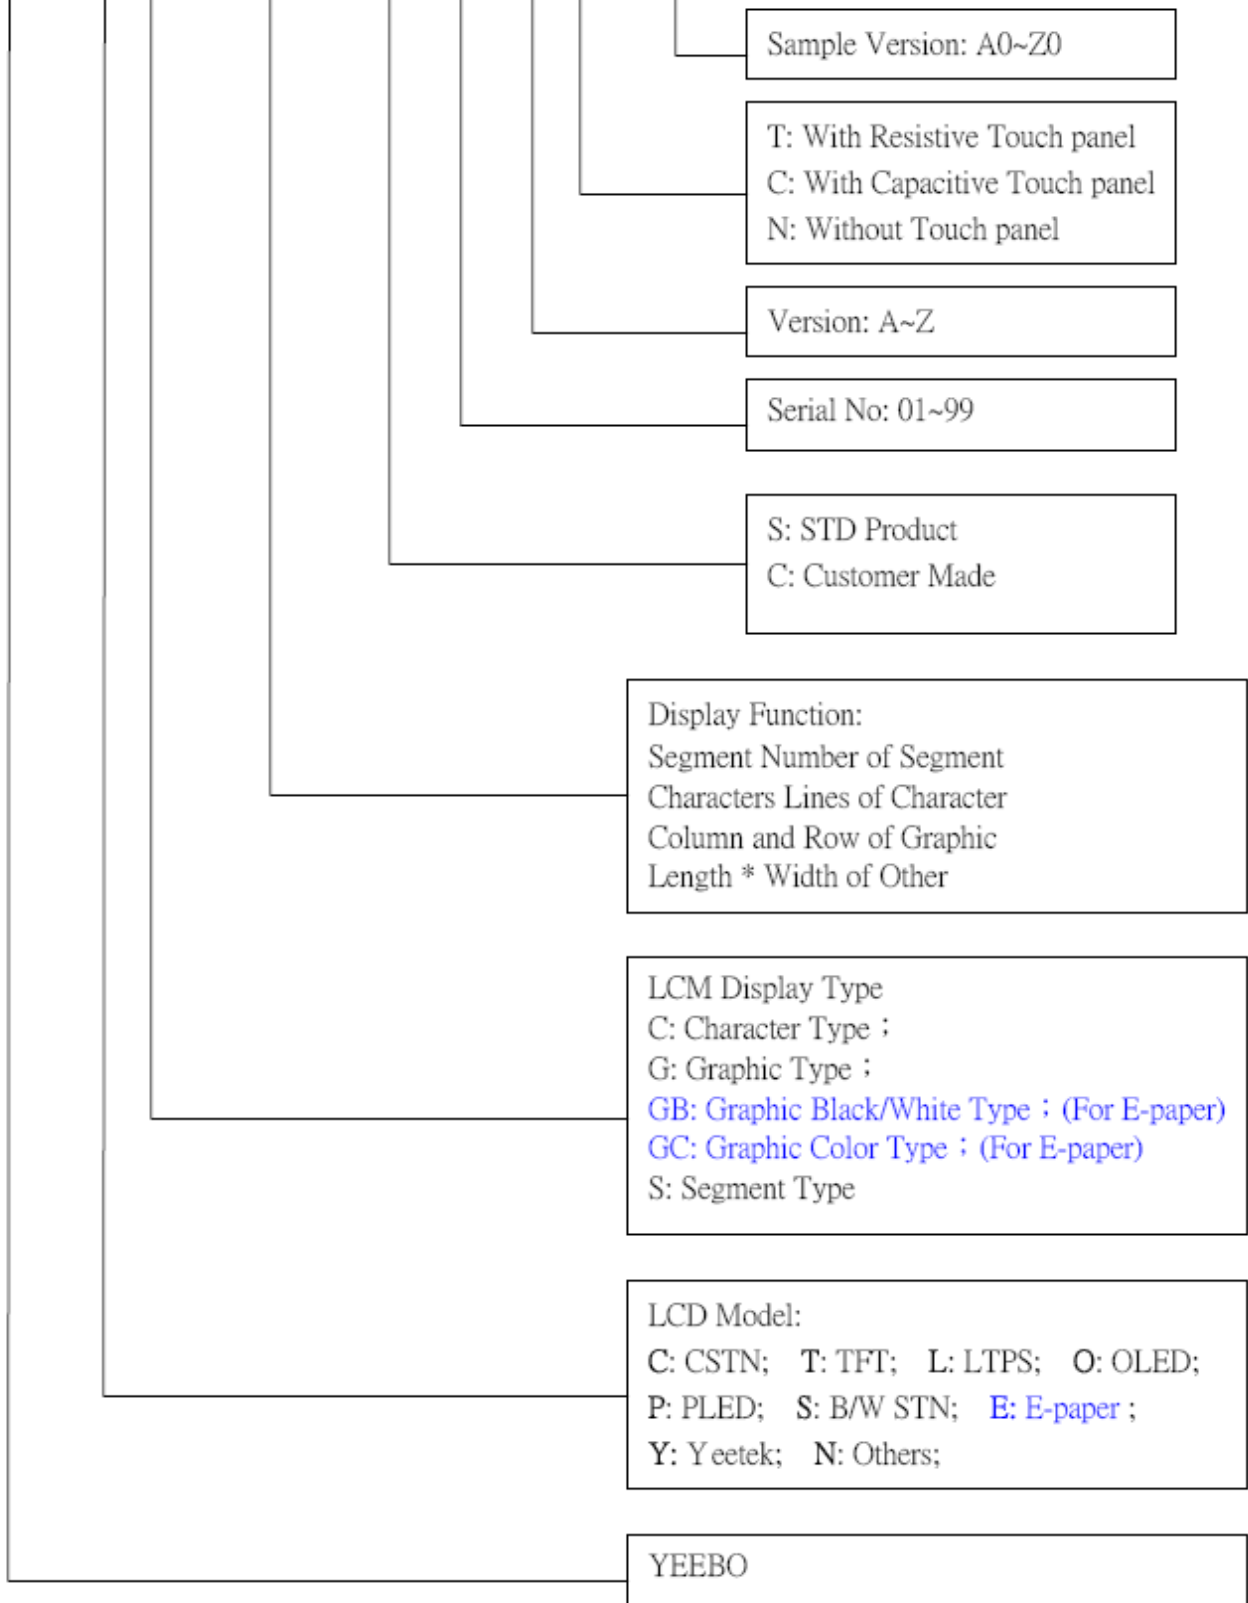 Sample Version: A0~Z0
T: With Resistive Touch panel
C: With Capacitive Touch panel
N: Without Touch panel
Version: A~Z
Serial No: 01~99
S: STD Product
C: Customer Made
Display Function:
Segment Number of Segment
Characters Lines of Character
Column and Row of Graphic
Length * Width of Other
LCM Display Type
C: Character Type；
G: Graphic Type；
GB: Graphic Black/White Type；(For E-paper)
GC: Graphic Color Type；(For E-paper)
S: Segment Type
LCD Model:
C: CSTN; T: TFT; L: LTPS; O: OLED;
P: PLED; S: B/W STN; E: E-paper ;
Y: Yeetek; N: Others;
YEEBO